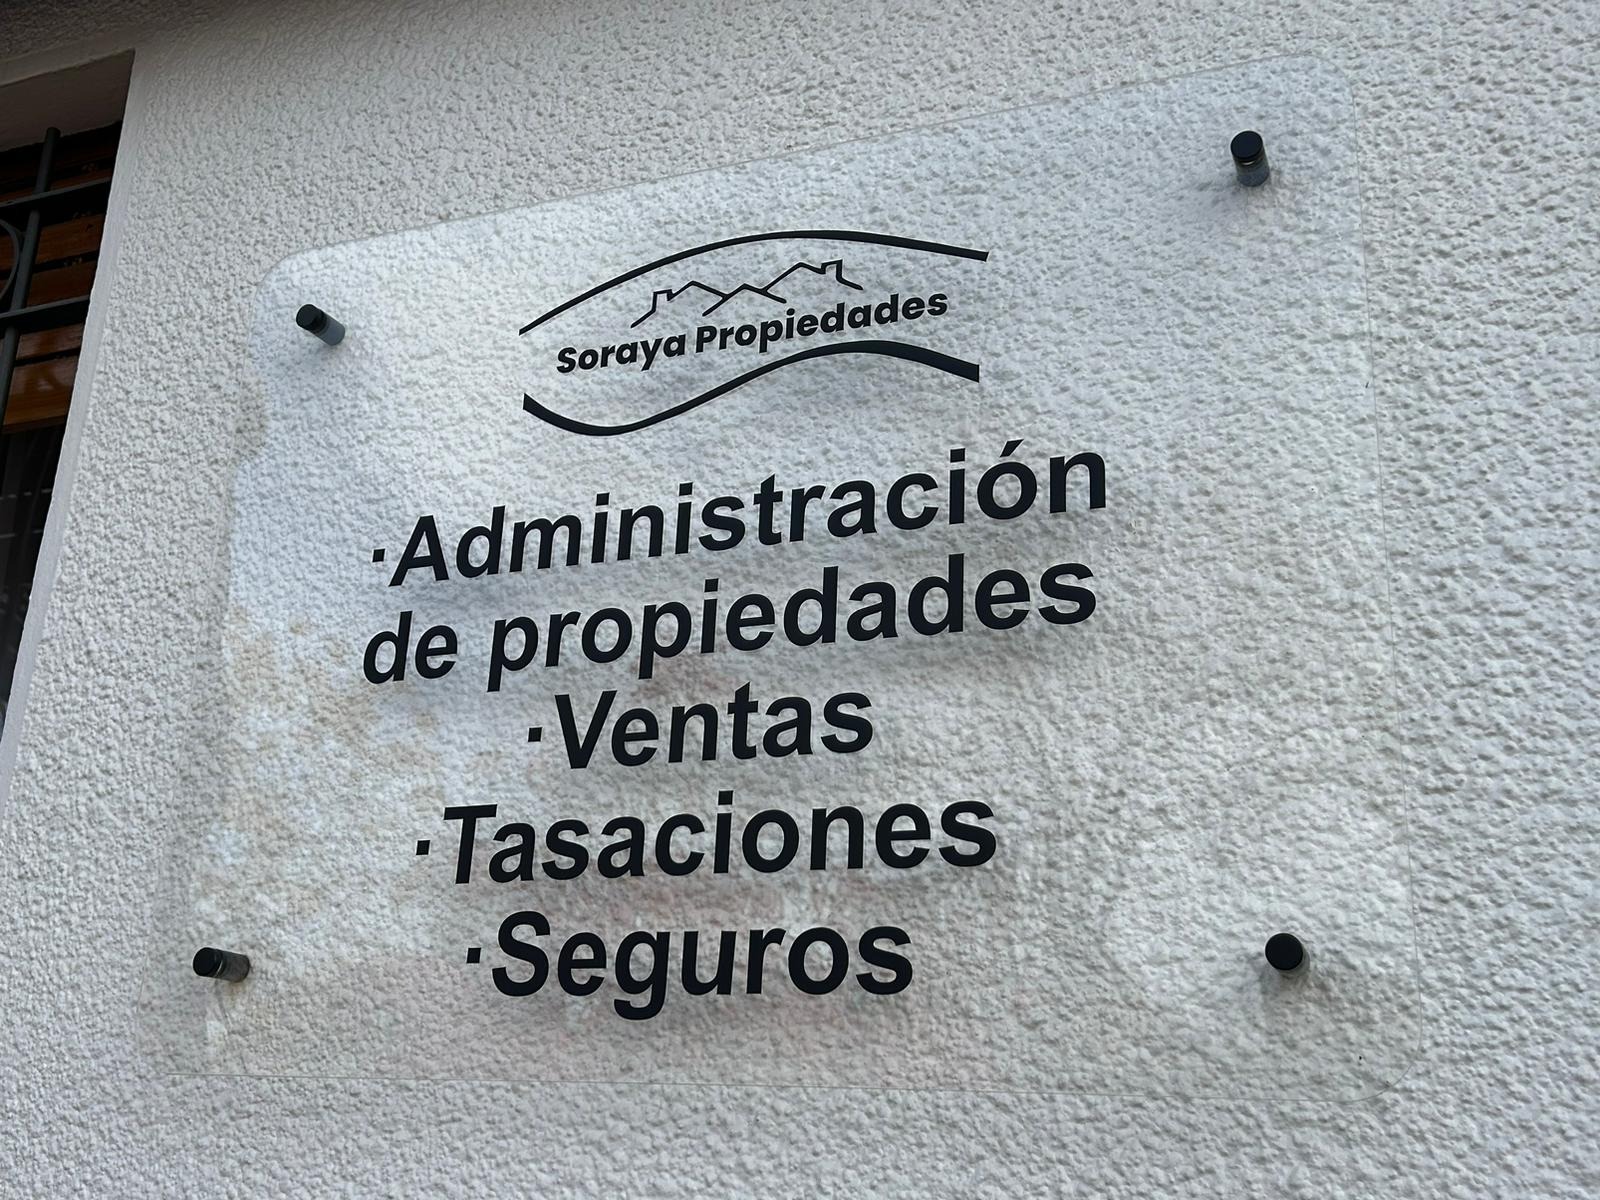 Soraya Propiedades
·Administración
de propiedades
·Ventas
·Tasaciones
·Seguros